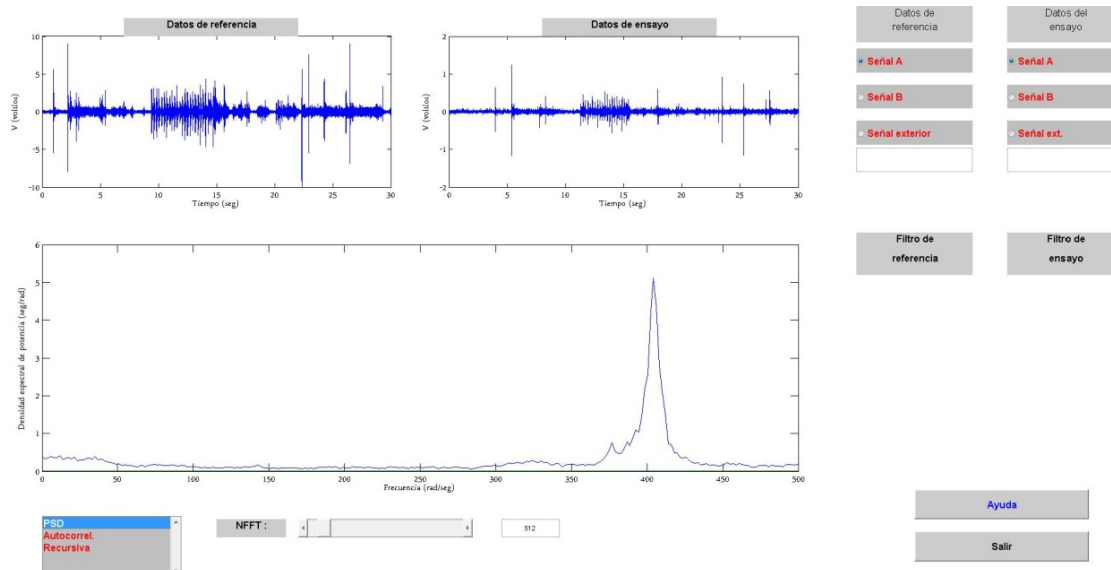 Datos de referencia
10
5
0
-5
-10
V (voltios)
0 5 10 15 20 25 30
Tiempo (seg)
Datos de ensayo
2
1
0
-1
-2
V (voltios)
0 5 10 15 20 25 30
Tiempo (seg)
Datos de
referencia
Señal A
Señal B
Señal exterior
Datos del
ensayo
Señal A
Señal B
Señal ext.
Filtro de
referencia
Filtro de
ensayo
6
5
4
3
2
1
0
Densidad espectral de potencia (seg/rad)
0 50 100 150 200 250 300 350 400 450 500
Frecuencia (rad/seg)
PSD
Autocorrel.
Recursiva
NFFT :
512
Ayuda
Salir